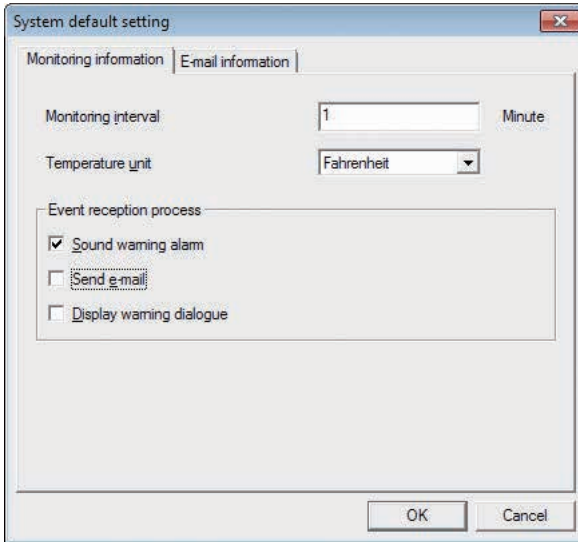 System default setting
Monitoring information E-mail information
Monitoring interval 1 Minute
Temperature unit Fahrenheit
Event reception process
Sound warning alarm
Send e-mail
Display warning dialogue
OK Cancel